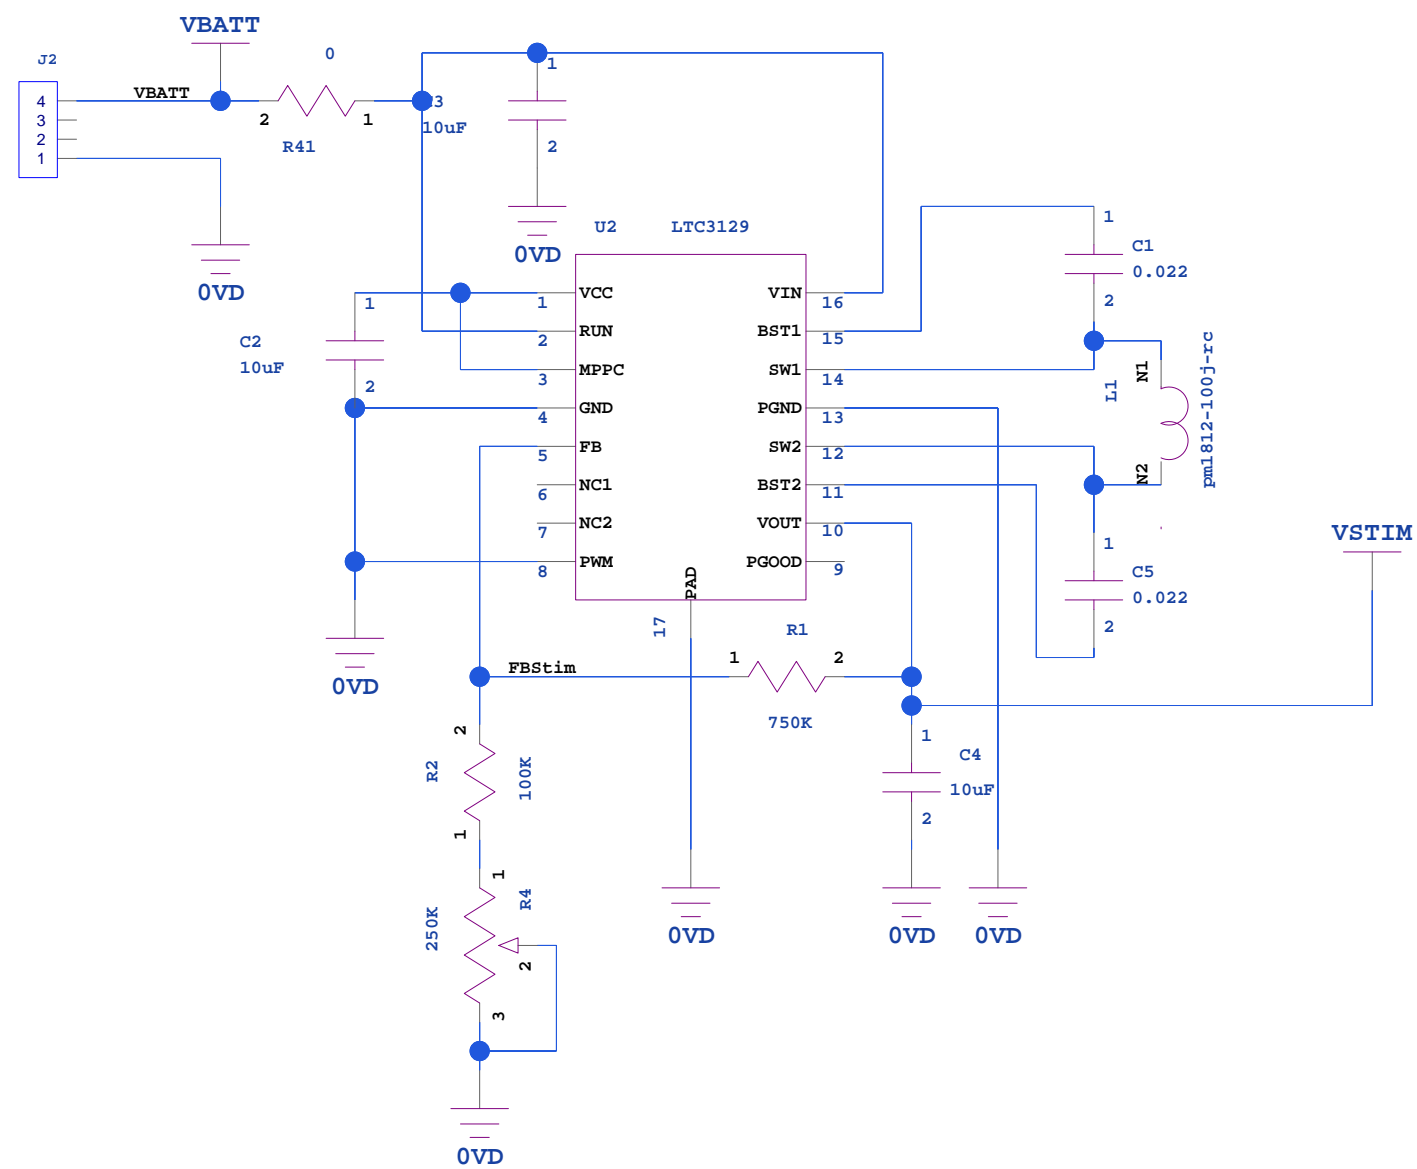 VBATT
J2
0
4
VBATT
3
2
1
2
1
R41
C3
10uF
1
2
0VD
0VD
U2
LTC3129
1
VCC
2
RUN
3
MPPC
4
GND
5
FB
6
NC1
7
NC2
8
PWM
VIN
16
BST1
15
SW1
14
PGND
13
SW2
12
BST2
11
VOUT
10
PGOOD
9
PAD
17
1
C2
10uF
2
0VD
1
C1
0.022
2
N1
L1
N2
pm1812-100j-rc
1
C5
0.022
2
VSTIM
FBStim
R1
1
2
750K
1
C4
10uF
2
0VD
0VD
0VD
2
R2
100K
1
1
R4
250K
2
3
0VD